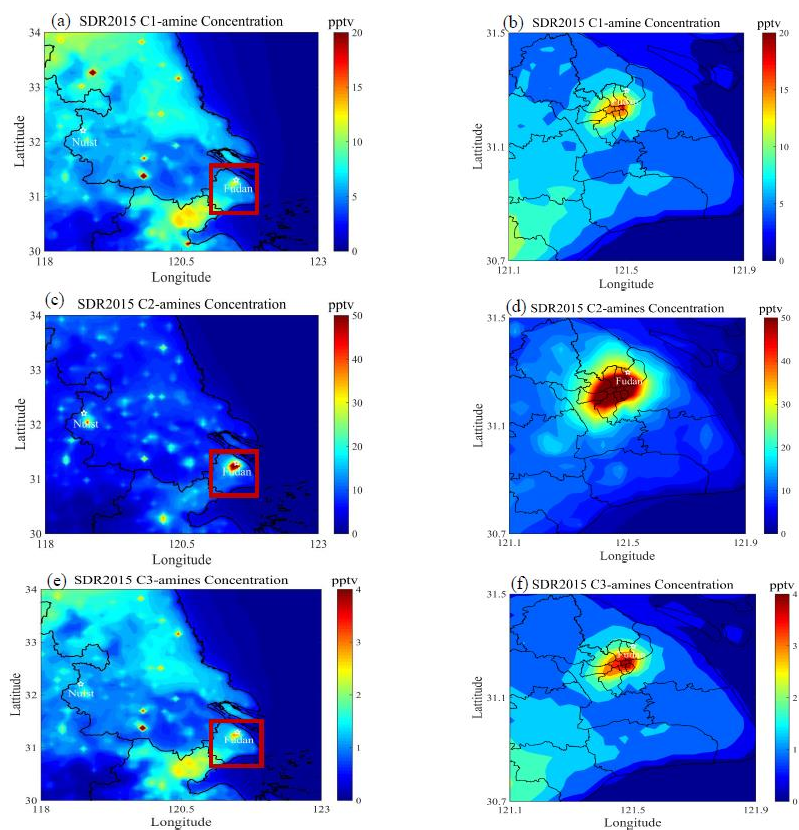 (a) SDR2015 C1-amine Concentration pptv
34
33
32
31
30
Lattitude
118 120.5 123
Longitude
20
15
10
5
0
Nuist
Fudan
(b) SDR2015 C1-amine Concentration pptv
31.5
31.1
30.7
Lattitude
121.1 121.5 121.9
Longitude
20
15
10
5
0
(c) SDR2015 C2-amines Concentration pptv
34
33
32
31
30
Lattitude
118 120.5 123
Longitude
50
40
30
20
10
0
Nuist
Fudan
(d) SDR2015 C2-amines Concentration pptv
31.5
31.1
30.7
Lattitude
121.1 121.5 121.9
Longitude
50
40
30
20
10
0
Fudan
(e) SDR2015 C3-amines Concentration pptv
34
33
32
31
30
Lattitude
118 120.5 123
Longitude
4
3
2
1
0
Nuist
Fudan
(f) SDR2015 C3-amines Concentration pptv
31.5
31.1
30.7
Lattitude
121.1 121.5 121.9
Longitude
4
3
2
1
0